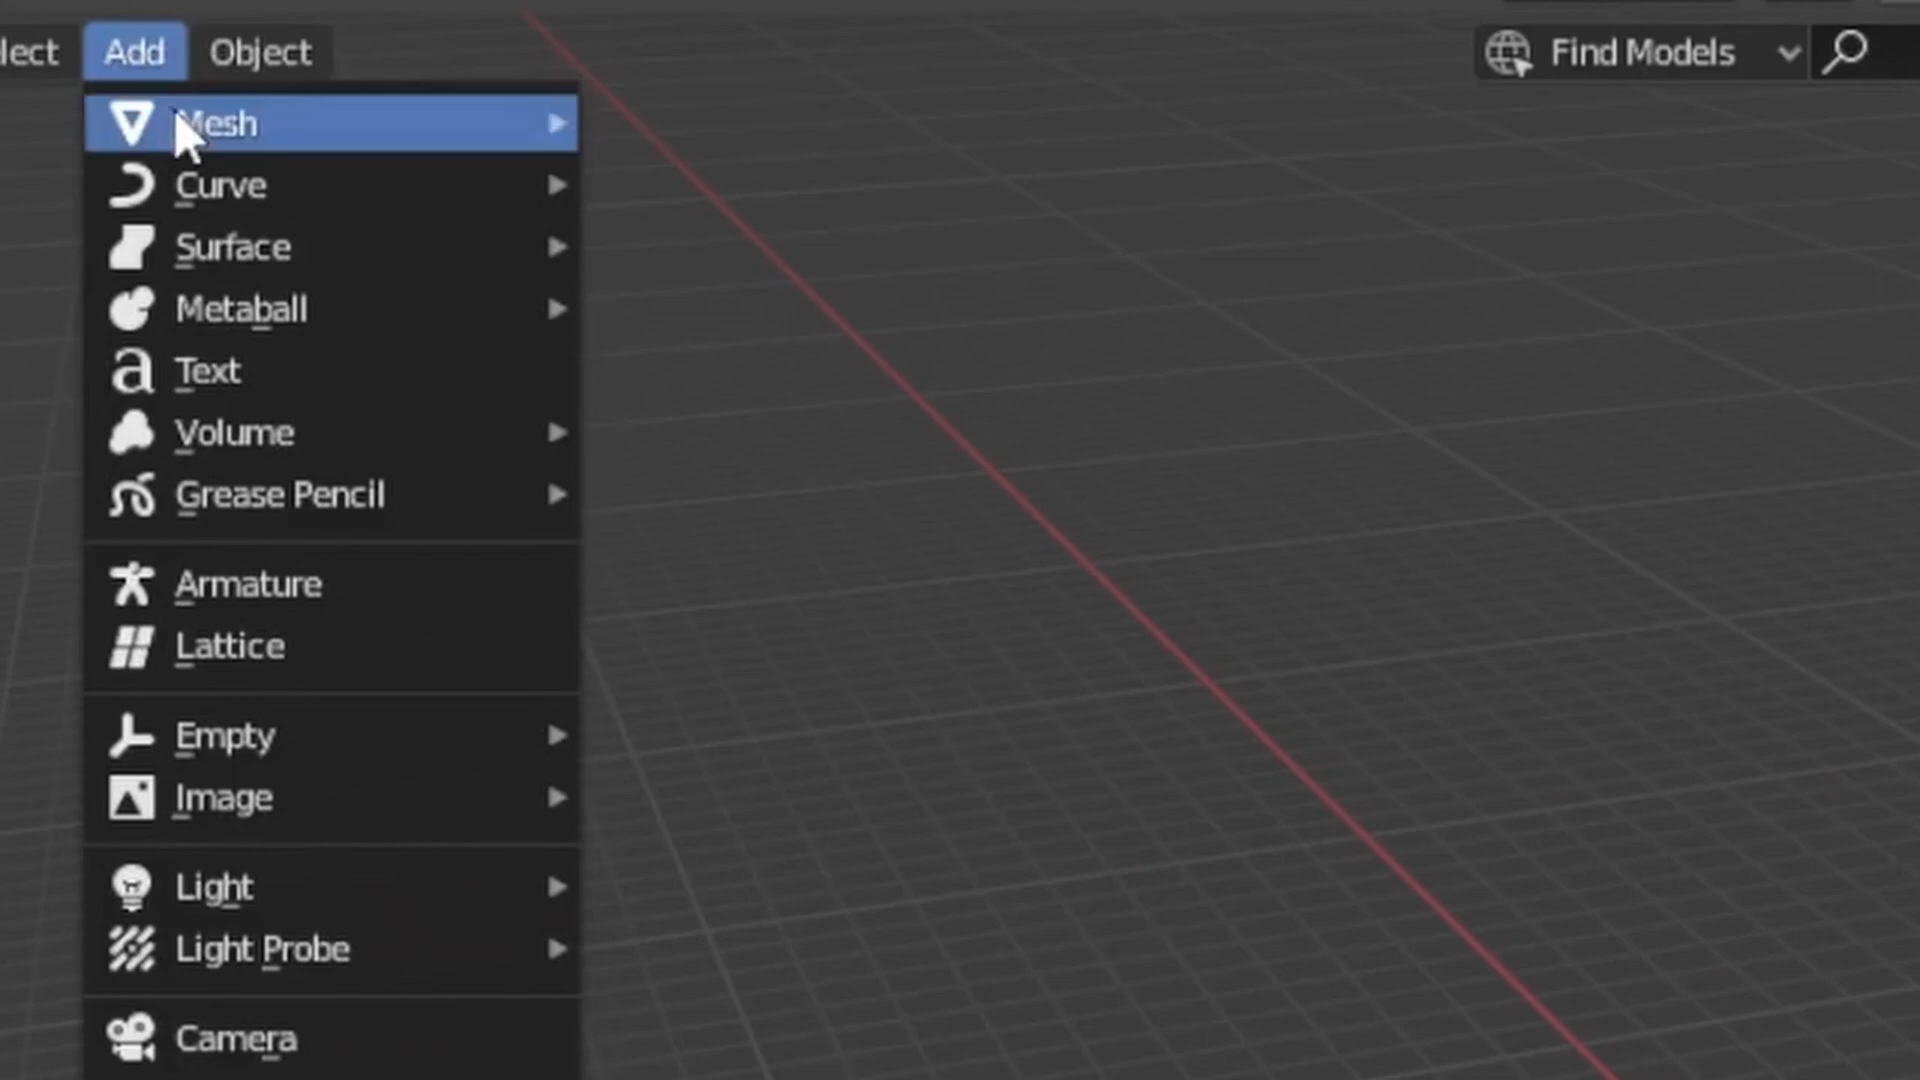 lect Add Object Find Models
Mesh
Curve
Surface
Metaball
Text
Volume
Grease Pencil
Armature
Lattice
Empty
Image
Light
Light Probe
Camera